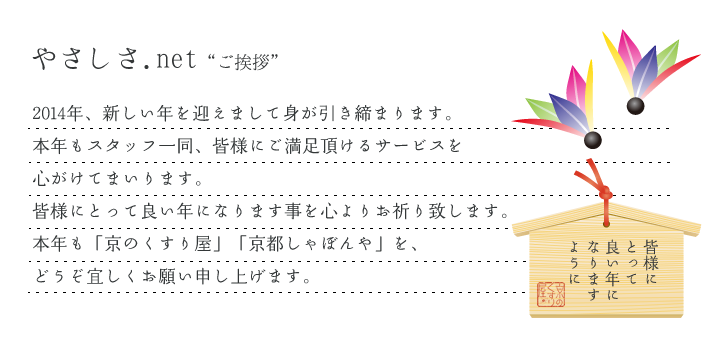 やさしさ.net “ご挨拶”
2014年、新しい年を迎えまして身が引き締まります。
本年もスタッフ一同、皆様にご満足頂けるサービスを
心がけてまいります。
皆様にとって良い年になります事を心よりお祈り致します。
本年も「京のくすり屋」「京都しゃぼんや」を、
どうぞ宜しくお願い申し上げます。
皆様に
とって
良い年に
なります
ように